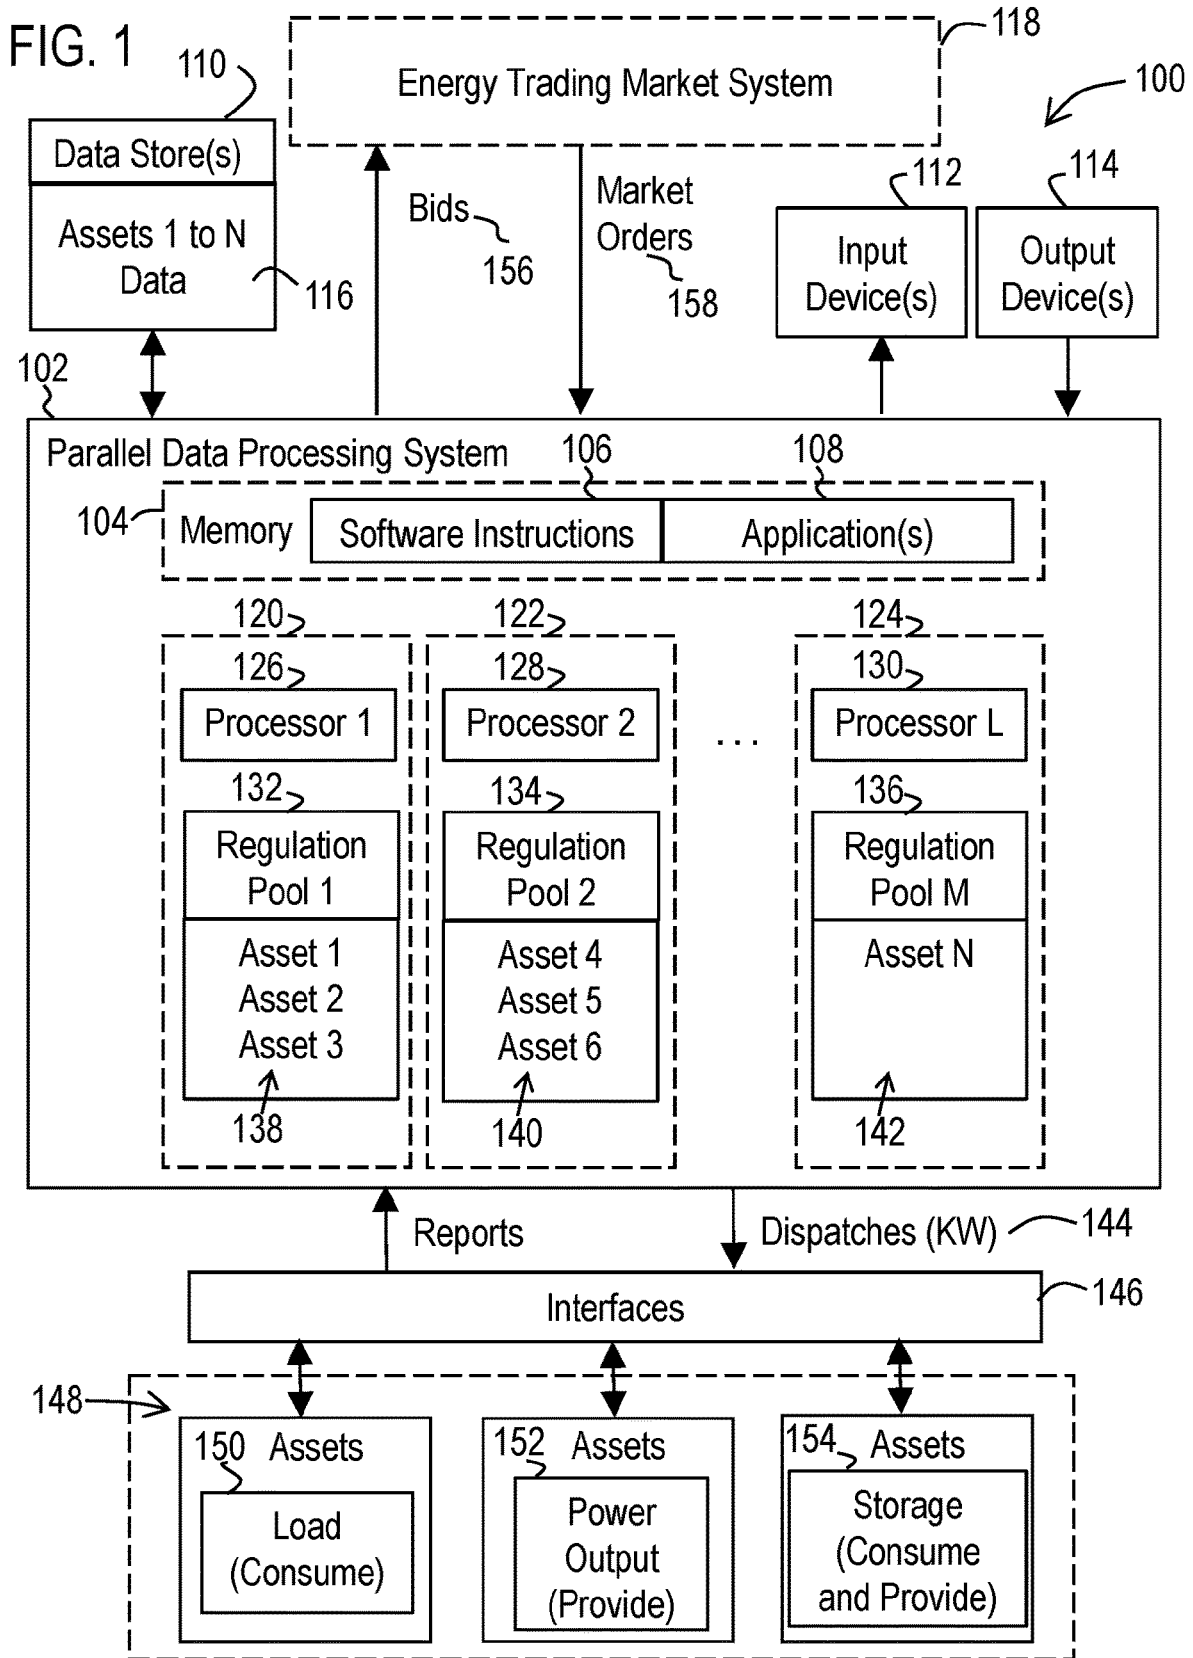 FIG. 1
118
110
Energy Trading Market System
100
Data Store(s)
112
114
Bids
Market
Assets 1 to N
Orders
Input
Output
Data
116
156
158
Device(s)
Device(s)
102
Parallel Data Processing System
106
108
104
Memory
Software Instructions
Application(s)
120
122
124
126
128
130
Processor 1
Processor 2
...
Processor L
132
134
136
Regulation
Pool 1
Regulation
Pool 2
Regulation
Pool M
Asset 1
Asset 2
Asset 3
Asset 4
Asset 5
Asset 6
Asset N
138
140
142
Reports
Dispatches (KW)
144
Interfaces
146
148
150
Assets
Load
(Consume)
152
Assets
Power
Output
(Provide)
154
Assets
Storage
(Consume
and Provide)